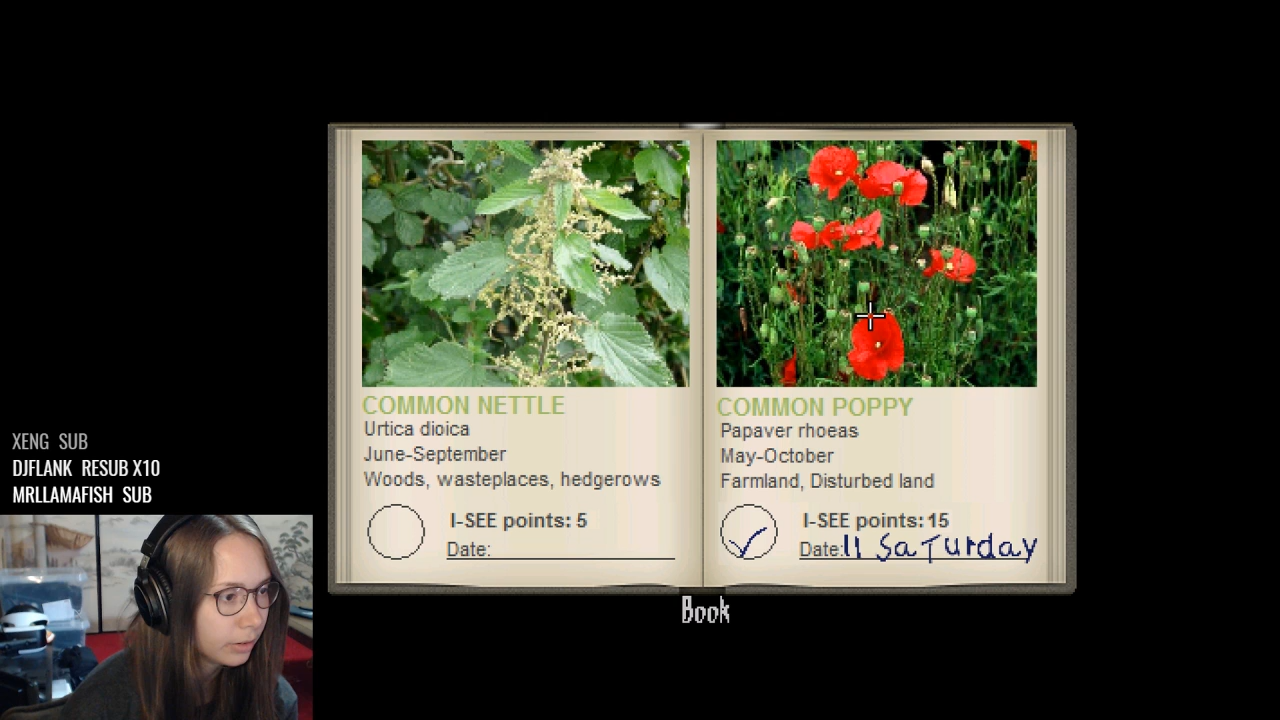 COMMON NETTLE
Urtica dioica
June-September
Woods, wasteplaces, hedgerows
I-SEE points: 5
Date:
COMMON POPPY
Papaver rhoeas
May-October
Farmland, Disturbed land
I-SEE points: 15
Date: 11 SaTurday
Book
XENG SUB
DJFLANK RESUB X10
MRLLAMAFISH SUB